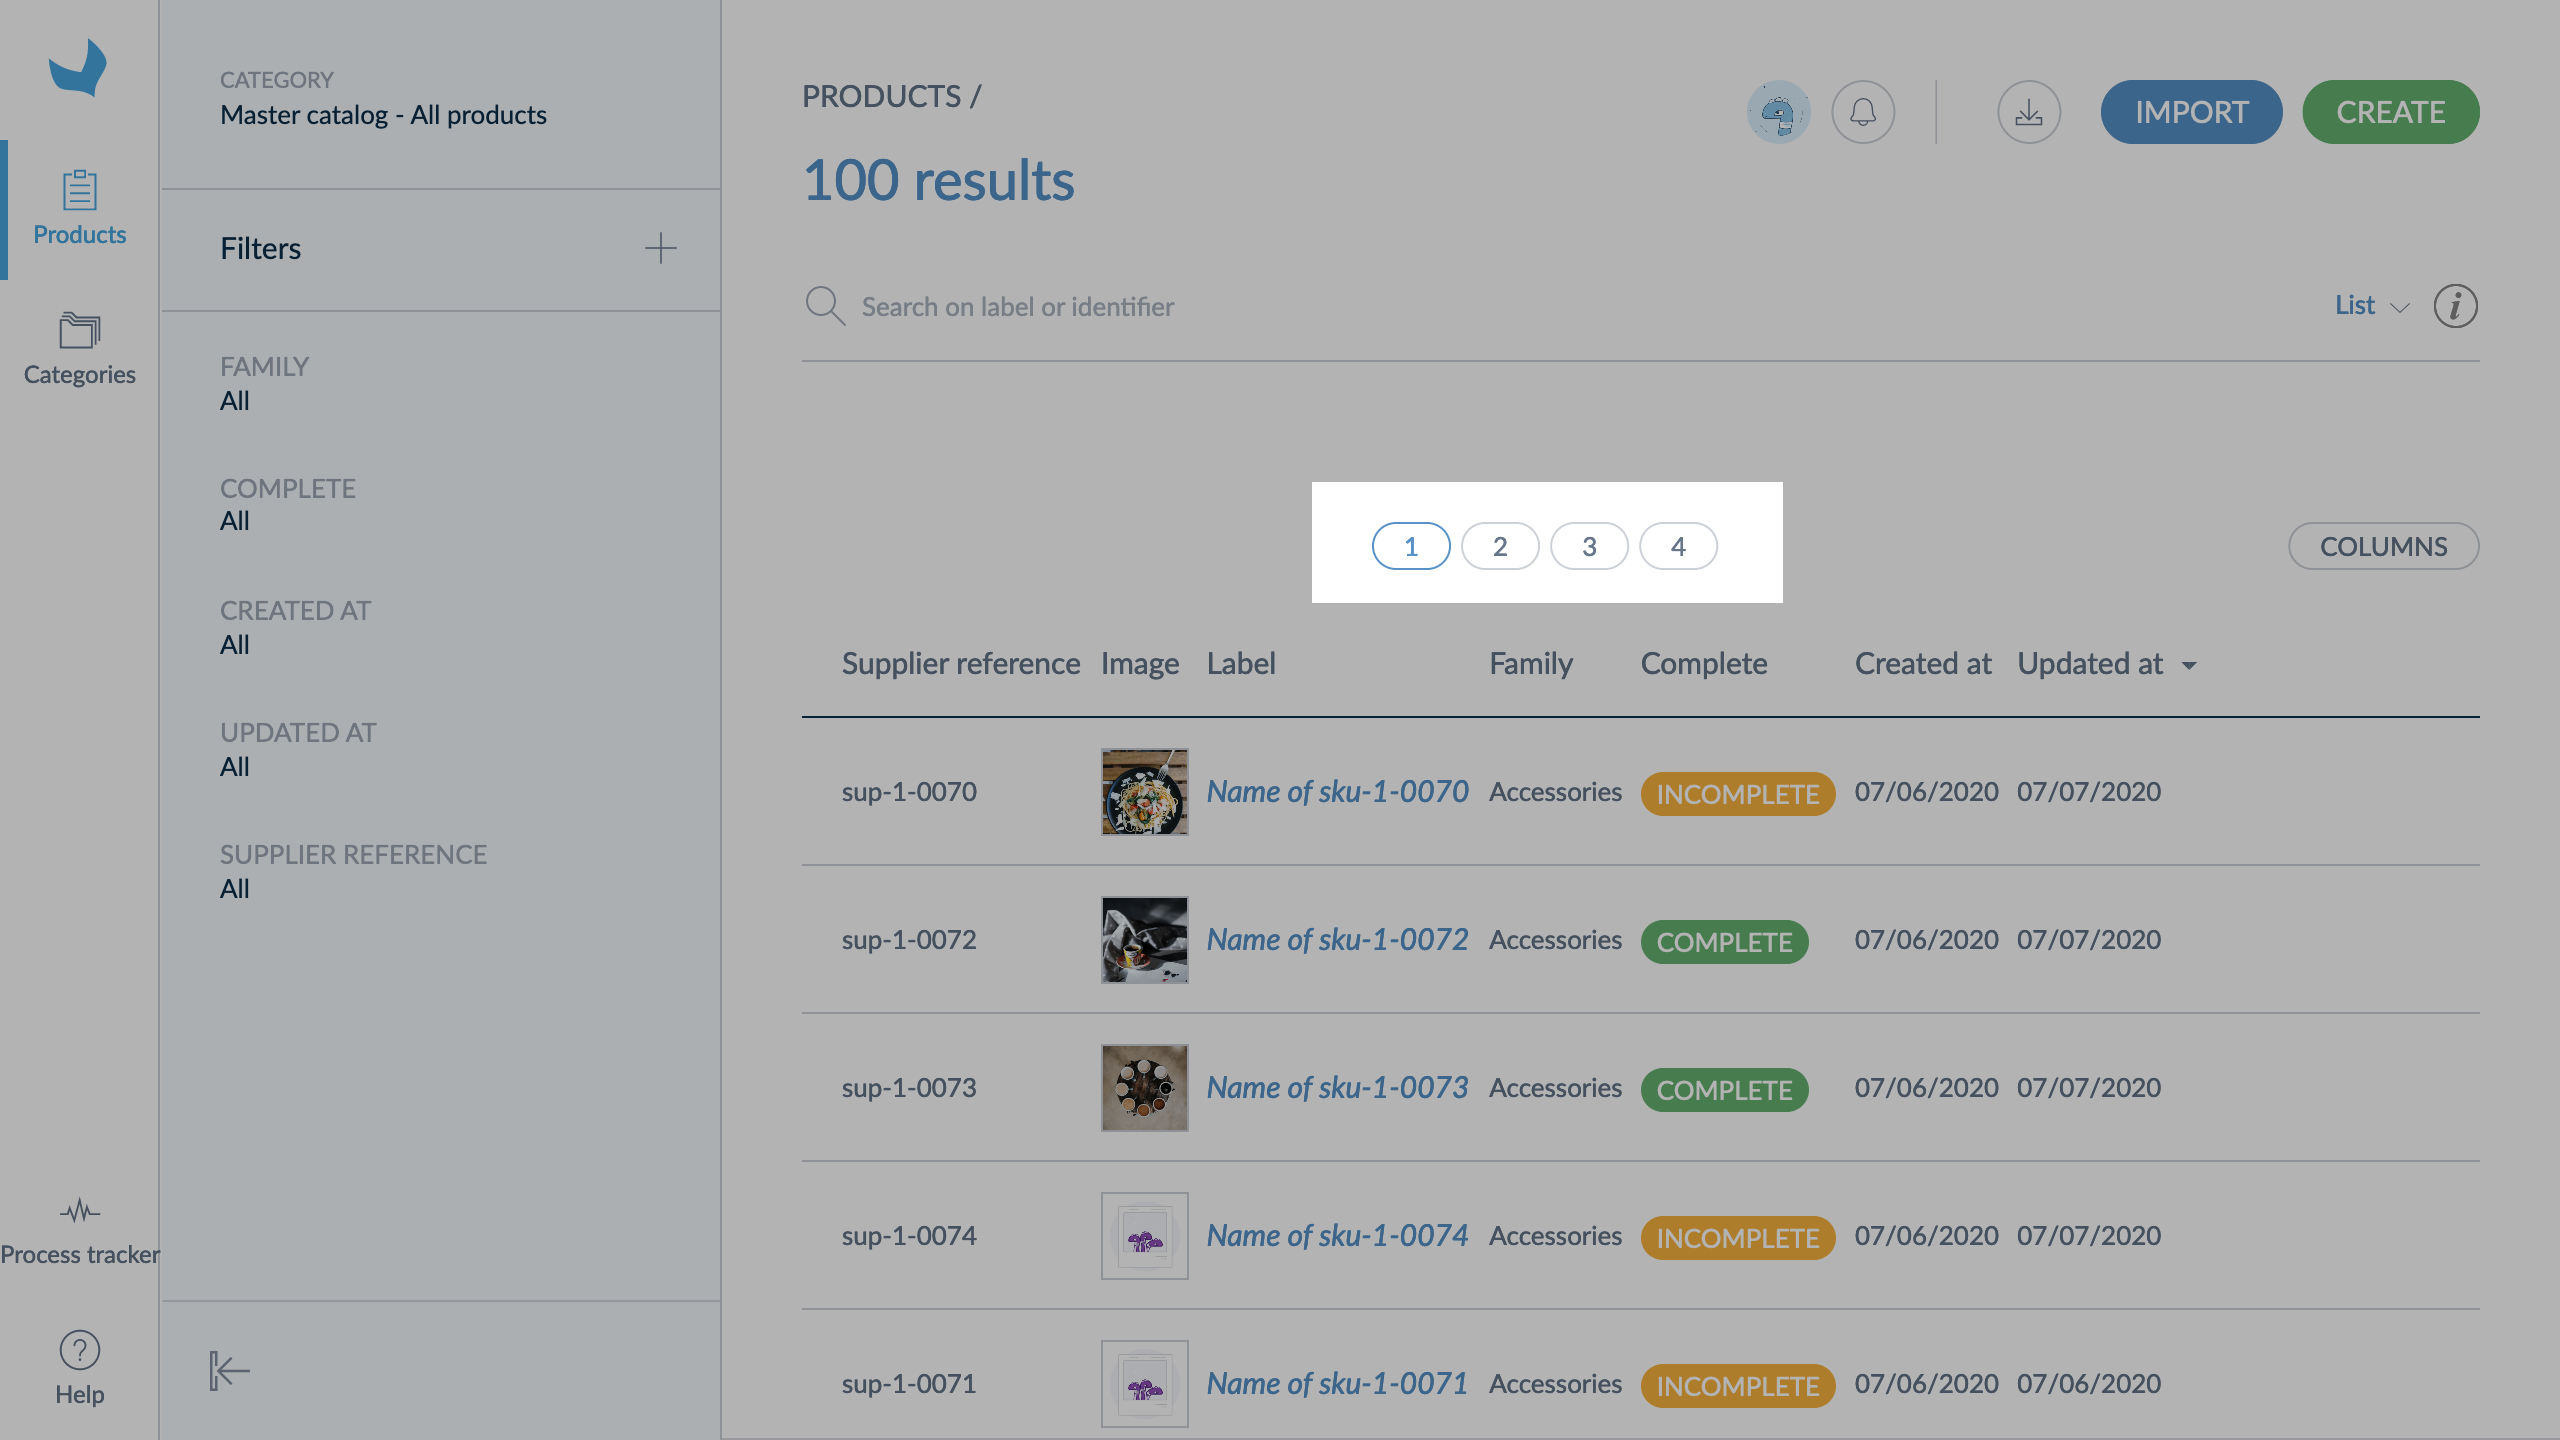 CATEGORY
Master catalog - All products
Products
Categories
Process tracker
Help
Filters
FAMILY
All
COMPLETE
All
CREATED AT
All
UPDATED AT
All
SUPPLIER REFERENCE
All
PRODUCTS /
IMPORT
CREATE
100 results
Search on label or identifier
List
1 2 3 4
COLUMNS
Supplier reference Image Label Family Complete Created at Updated at
sup-1-0070 Name of sku-1-0070 Accessories INCOMPLETE 07/06/2020 07/07/2020
sup-1-0072 Name of sku-1-0072 Accessories COMPLETE 07/06/2020 07/07/2020
sup-1-0073 Name of sku-1-0073 Accessories COMPLETE 07/06/2020 07/07/2020
sup-1-0074 Name of sku-1-0074 Accessories INCOMPLETE 07/06/2020 07/07/2020
sup-1-0071 Name of sku-1-0071 Accessories INCOMPLETE 07/06/2020 07/06/2020